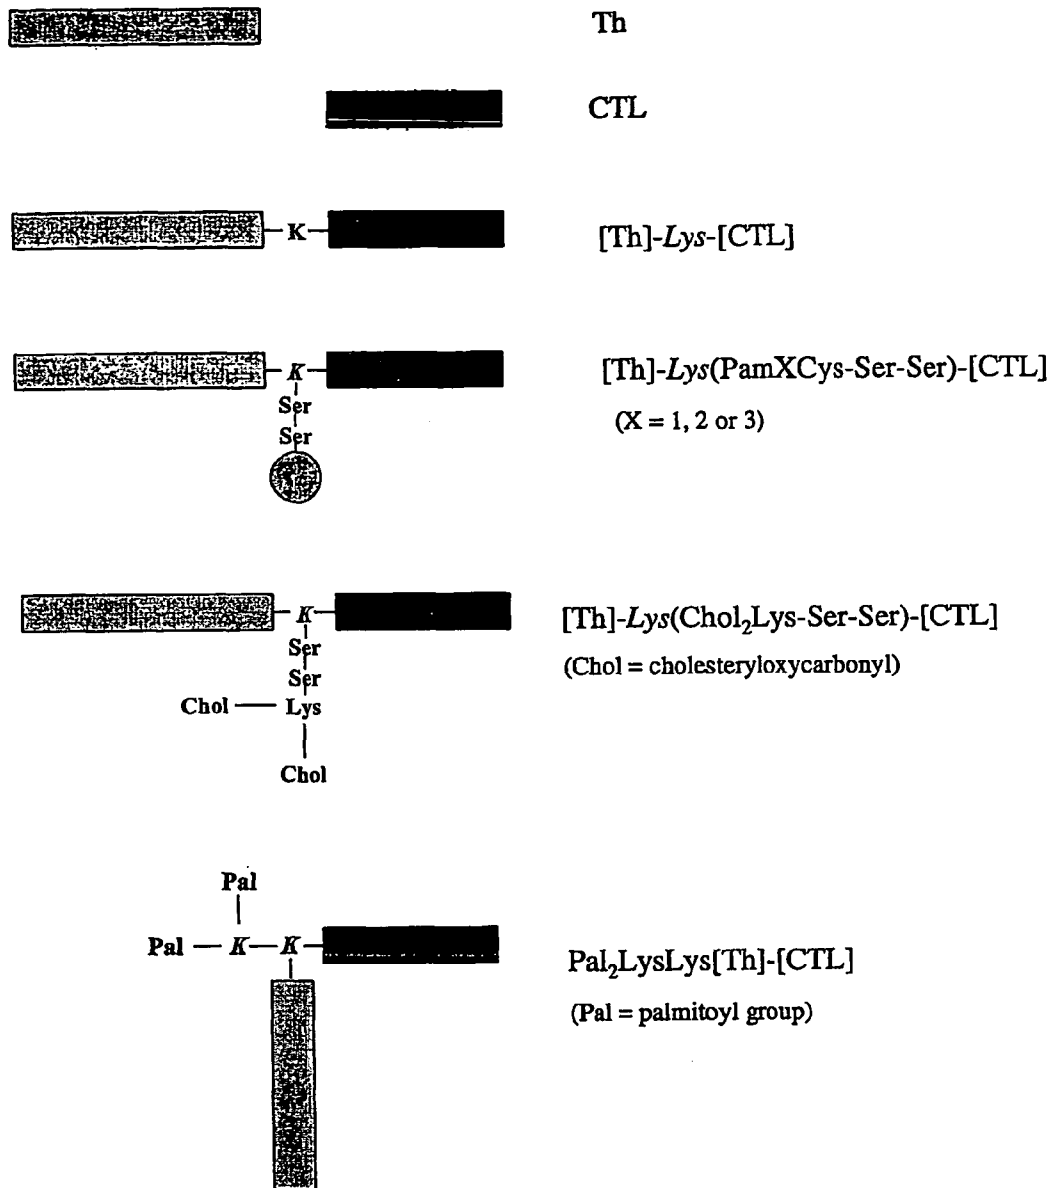 Th
CTL
K
[Th]-Lys-[CTL]
K
Ser
Ser
[Th]-Lys(PamXCys-Ser-Ser)-[CTL]
(X = 1, 2 or 3)
K
Ser
Ser
Chol Lys
Chol
[Th]-Lys(Chol₂Lys-Ser-Ser)-[CTL]
(Chol = cholesteryloxycarbonyl)
Pal
Pal K K
Pal₂LysLys[Th]-[CTL]
(Pal = palmitoyl group)